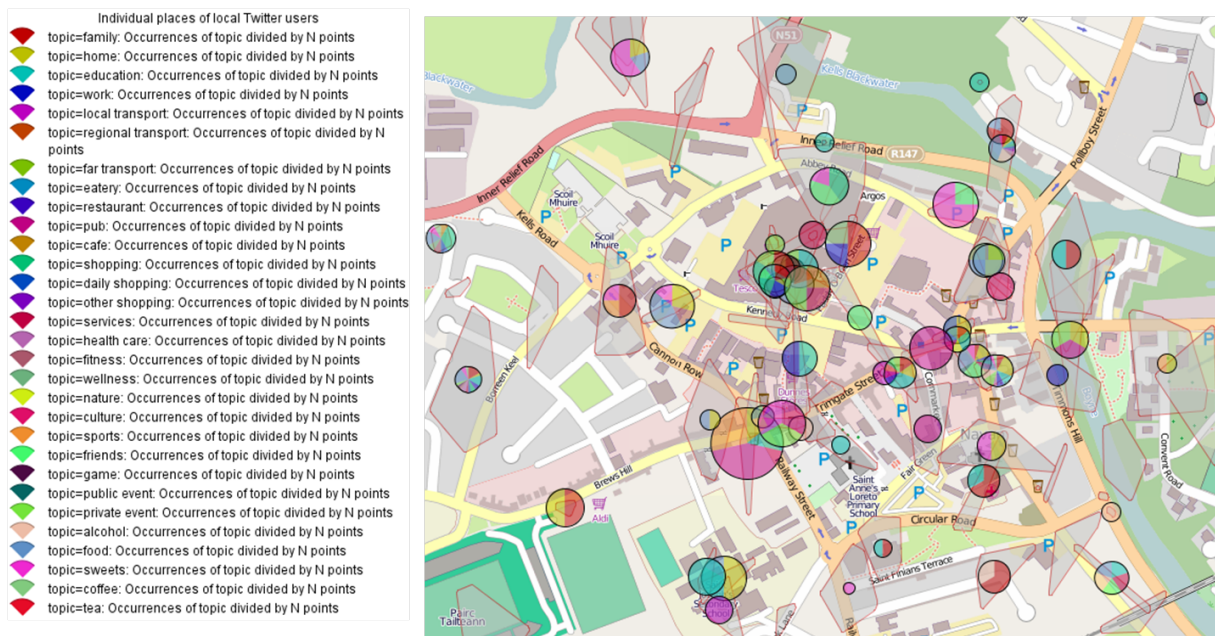 Individual places of local Twitter users
topic=family: Occurrences of topic divided by N points
topic=home: Occurrences of topic divided by N points
topic=education: Occurrences of topic divided by N points
topic=work: Occurrences of topic divided by N points
topic=local transport: Occurrences of topic divided by N points
topic=regional transport: Occurrences of topic divided by N
points
topic=far transport: Occurrences of topic divided by N points
topic=eatery: Occurrences of topic divided by N points
topic=restaurant: Occurrences of topic divided by N points
topic=pub: Occurrences of topic divided by N points
topic=cafe: Occurrences of topic divided by N points
topic=shopping: Occurrences of topic divided by N points
topic=daily shopping: Occurrences of topic divided by N points
topic=other shopping: Occurrences of topic divided by N points
topic=services: Occurrences of topic divided by N points
topic=health care: Occurrences of topic divided by N points
topic=fitness: Occurrences of topic divided by N points
topic=wellness: Occurrences of topic divided by N points
topic=nature: Occurrences of topic divided by N points
topic=culture: Occurrences of topic divided by N points
topic=sports: Occurrences of topic divided by N points
topic=friends: Occurrences of topic divided by N points
topic=game: Occurrences of topic divided by N points
topic=public event: Occurrences of topic divided by N points
topic=private event: Occurrences of topic divided by N points
topic=alcohol: Occurrences of topic divided by N points
topic=food: Occurrences of topic divided by N points
topic=sweets: Occurrences of topic divided by N points
topic=coffee: Occurrences of topic divided by N points
topic=tea: Occurrences of topic divided by N points
N51
Blackwater
Kells Blackwater
P
Inner Relief Road
R147
Polboy Street
Inner Relief Road
Abbey
P
Scoil
Mhuire
Argos
P
P
P
Kells Road
Scoil
Mhuire
P
P
P
P
P
Kennedy Road
P
P
P
P
Cannon Row
P
P
Boreen Keel
Trimgate Street
P
Brews Hill
Railway Street
P
Fair Green
Convent Road
Saint
Anne's
Loreto
Primary
School
P
Aldi
P
Circular Road
P
Saint Finians Terrace
School
Pairc
Tailteann